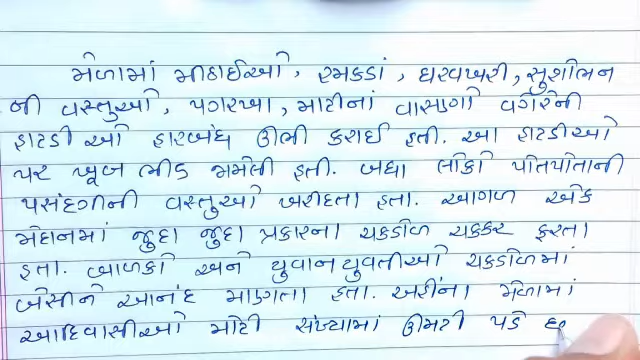 મેળામાં મીઠાઈઓ, રમકડાં, ઘરવખરી, સુશોભન
ની વસ્તુઓ, પગરખા, માટીનાં વાસણો વગેરેની
હાટડીઓ હારબંધ ઊભી કરાઈ હતી. આ હાટડીઓ
પર ખૂબ ભીડ જામેલી હતી. બધા લોકો પોતપોતાની
પસંદગીની વસ્તુઓ ખરીદતા હતા. આગળ એક
મેદાનમાં જુદા જુદા પ્રકારના ચકડોળ ચક્કર ફરતા
હતા. બાળકો અને યુવાન યુવતીઓ ચકડોળમાં
બેસીને આનંદ માણતા હતા. અહીંના મેળામાં
આદિવાસીઓ મોટી સંખ્યામાં ઊમટી પડે